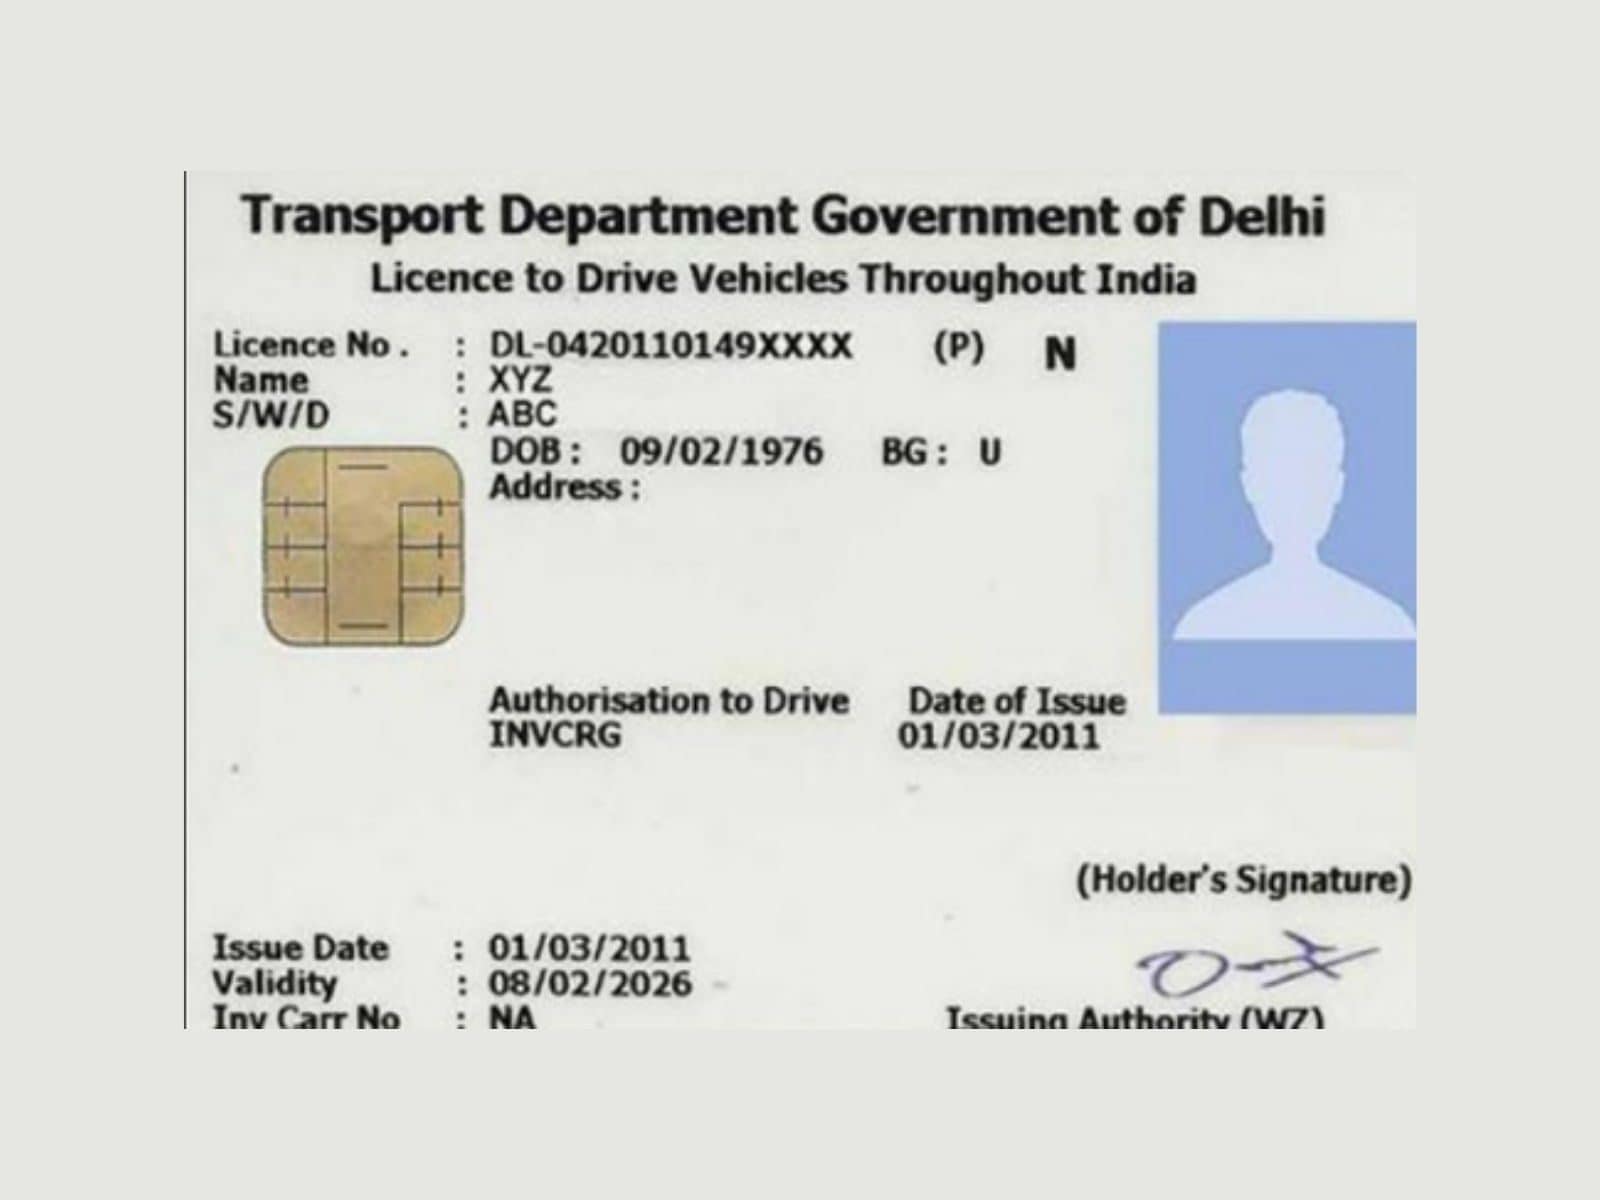 Transport Department Government of Delhi
Licence to Drive Vehicles Throughout India
Licence No. : DL-0420110149XXXX (P) N
Name : XYZ
S/W/D : ABC
DOB : 09/02/1976 BG : U
Address :
Authorisation to Drive Date of Issue
INVCRG 01/03/2011
(Holder's Signature)
Issue Date : 01/03/2011
Validity : 08/02/2026
Inv Carr No : NA Issuing Authority (WZ)